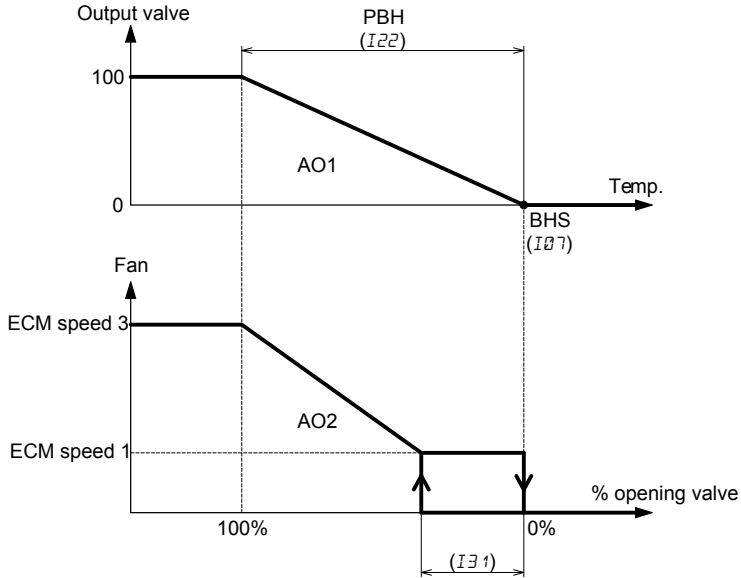 Output valve
PBH
(I22)
100
AO1
0
Temp.
BHS
(I07)
Fan
ECM speed 3
AO2
ECM speed 1
% opening valve
100%
0%
(I31)